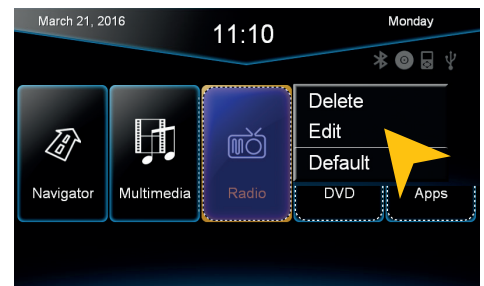 March 21, 2016
11:10
Monday
Delete
Edit
Default
Navigator
Multimedia
Radio
DVD
Apps